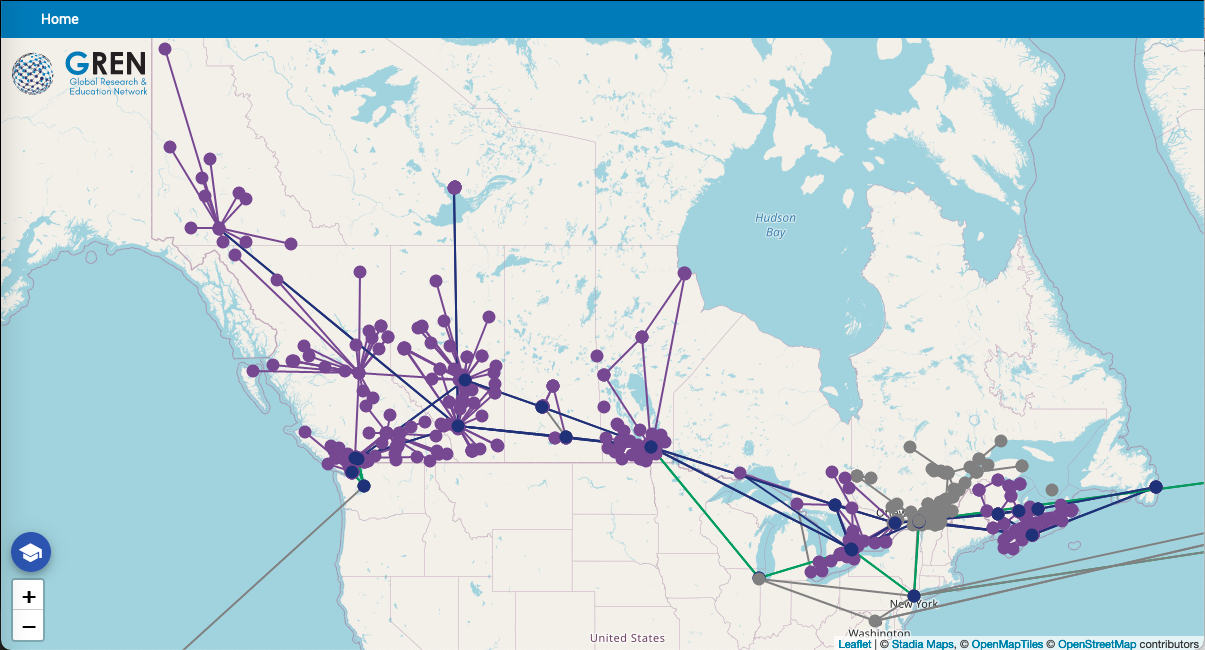 Home
GREN
Global Research &
Education Network
Hudson
Bay
New York
Washington
United States
+
−
Leaflet | © Stadia Maps, © OpenMapTiles © OpenStreetMap contributors